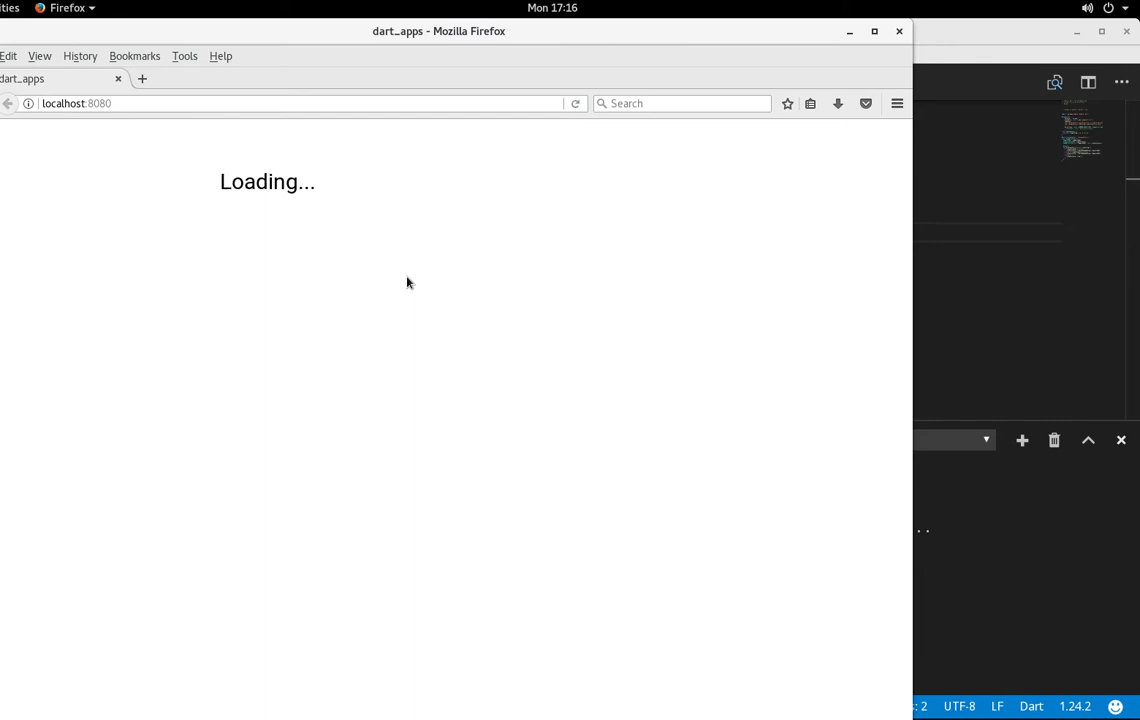 ities Firefox Mon 17:16
dart_apps - Mozilla Firefox
Edit View History Bookmarks Tools Help
dart_apps
localhost:8080 Search
Loading...
..
: 2 UTF-8 LF Dart 1.24.2